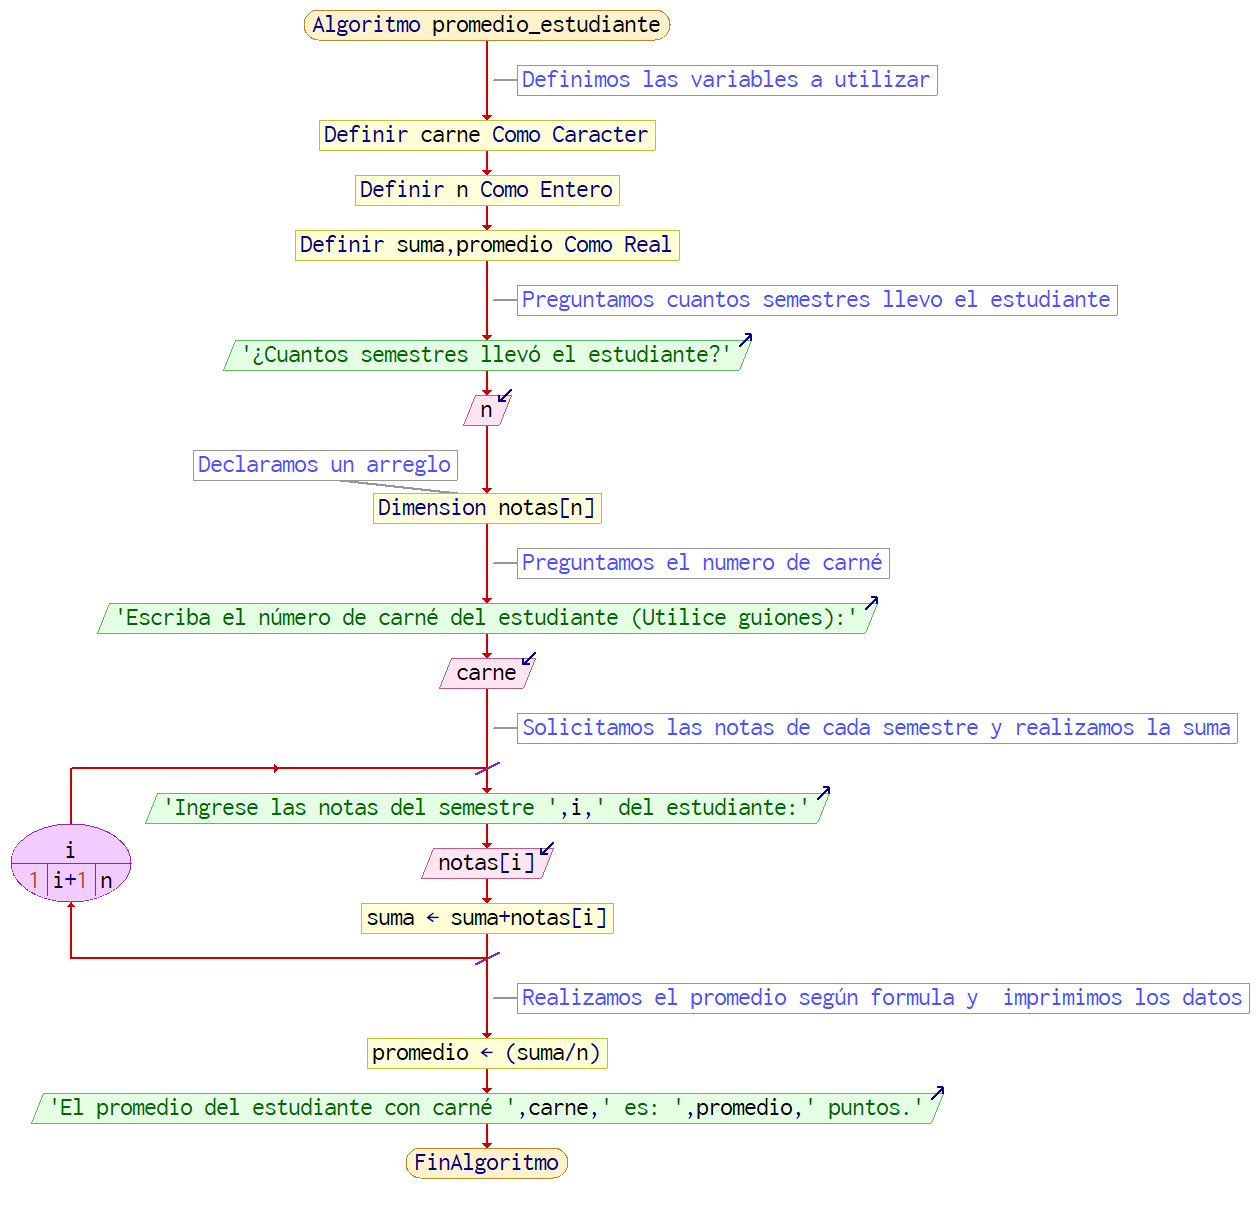 Algoritmo promedio_estudiante
Definimos las variables a utilizar
Definir carne Como Caracter
Definir n Como Entero
Definir suma,promedio Como Real
Preguntamos cuantos semestres llevo el estudiante
'¿Cuantos semestres llevó el estudiante?'
n
Declaramos un arreglo
Dimension notas[n]
Preguntamos el numero de carné
'Escriba el número de carné del estudiante (Utilice guiones):'
carne
Solicitamos las notas de cada semestre y realizamos la suma
'Ingrese las notas del semestre ',i,' del estudiante:'
i
1 i+1 n
notas[i]
suma ← suma+notas[i]
Realizamos el promedio según formula y  imprimimos los datos
promedio ← (suma/n)
'El promedio del estudiante con carné ',carne,' es: ',promedio,' puntos.'
FinAlgoritmo